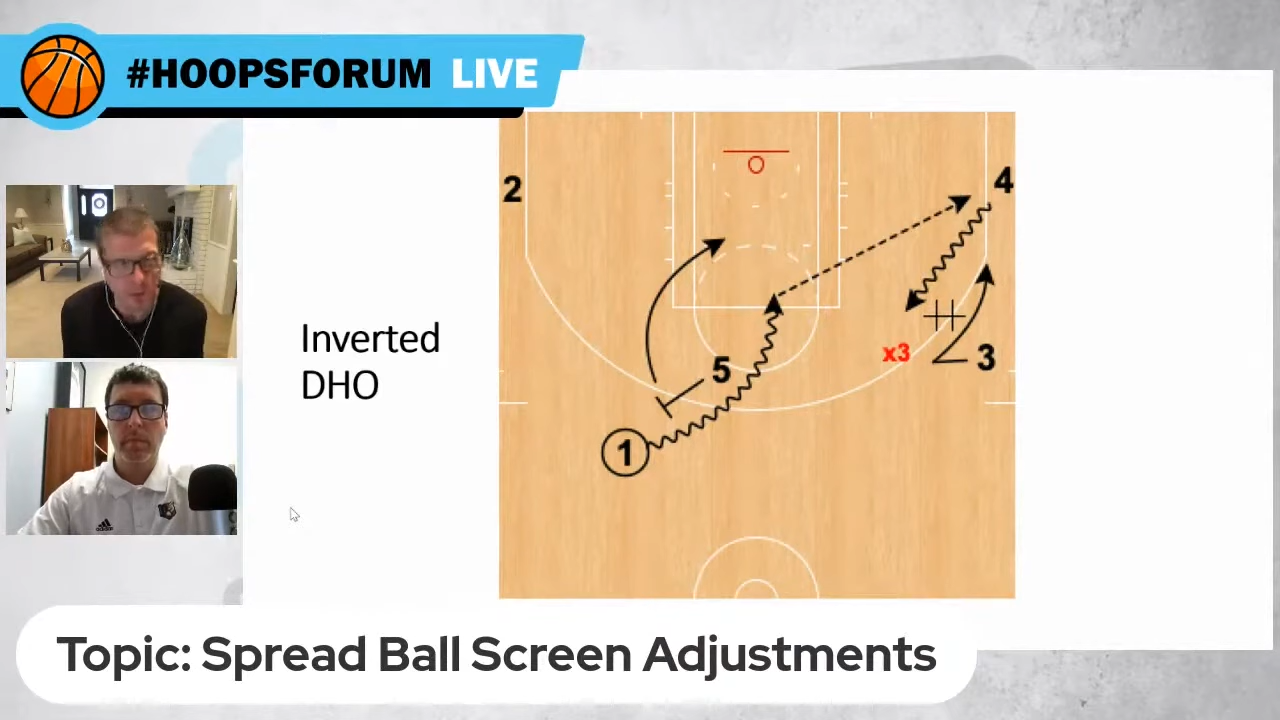 #HOOPSFORUM LIVE
2
4
Inverted
DHO
5
x3
3
1
Topic: Spread Ball Screen Adjustments